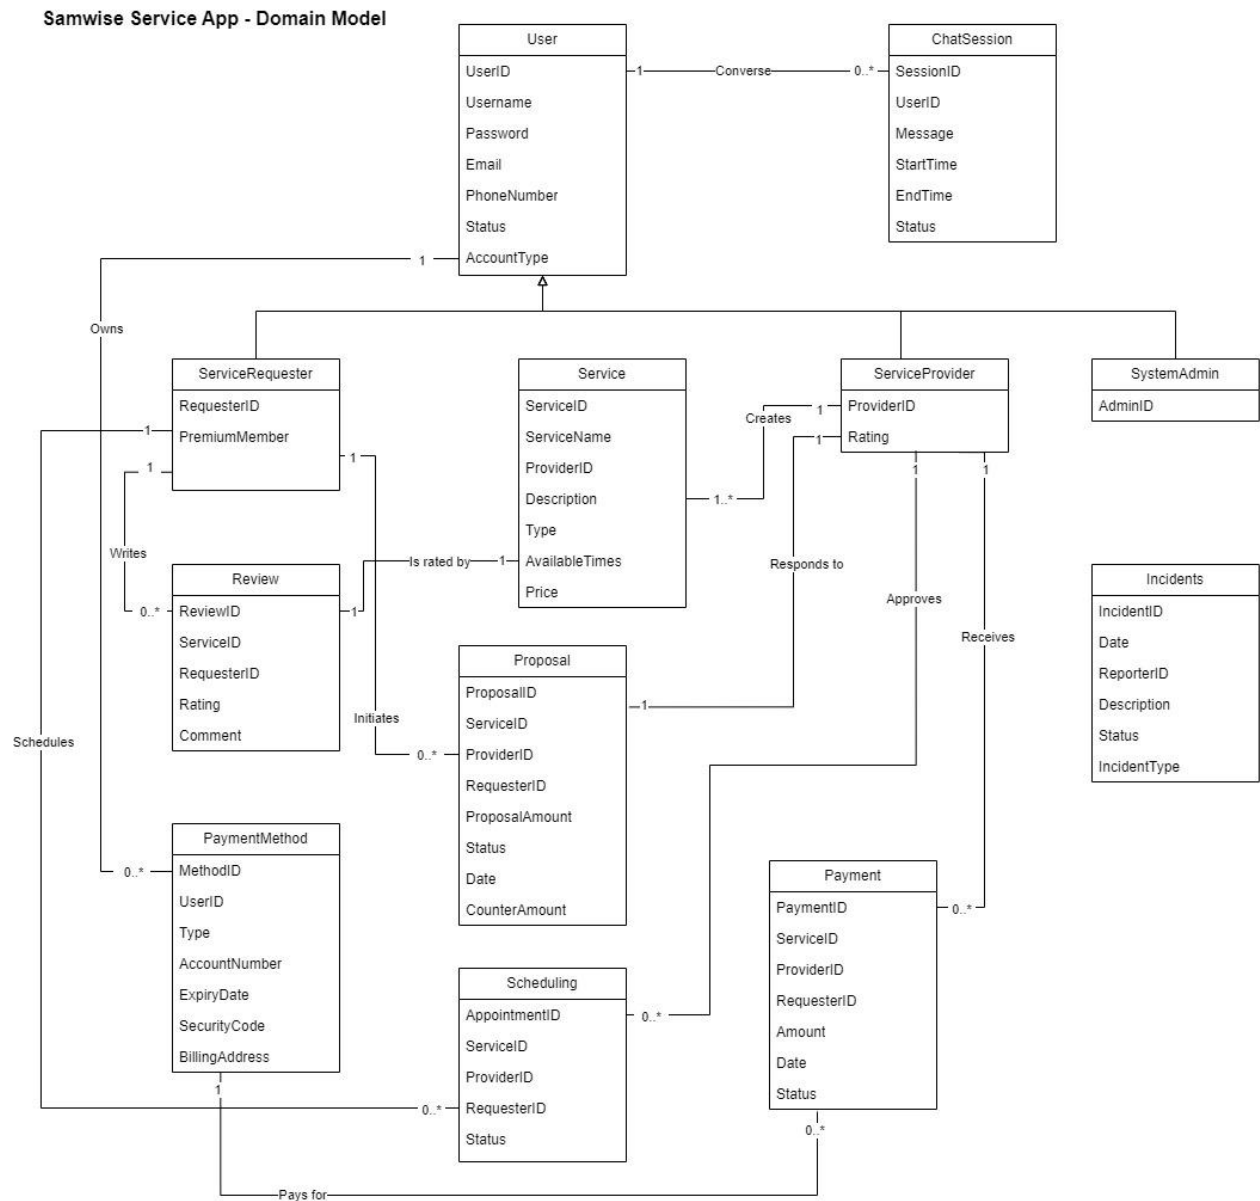 Samwise Service App - Domain Model
User
UserID
Username
Password
Email
PhoneNumber
Status
AccountType
1
Converse
0..*
ChatSession
SessionID
UserID
Message
StartTime
EndTime
Status
1
Owns
0..*
ServiceRequester
RequesterID
PremiumMember
1
1
1
Service
ServiceID
ServiceName
ProviderID
Description
Type
AvailableTimes
Price
Creates
1
1..*
ServiceProvider
ProviderID
Rating
1
1
1
SystemAdmin
AdminID
Writes
0..*
Review
ReviewID
ServiceID
RequesterID
Rating
Comment
1
Is rated by
1
Responds to
1
Approves
Receives
Incidents
IncidentID
Date
ReporterID
Description
Status
IncidentType
Schedules
Initiates
0..*
Proposal
ProposalID
ServiceID
ProviderID
RequesterID
ProposalAmount
Status
Date
CounterAmount
PaymentMethod
MethodID
UserID
Type
AccountNumber
ExpiryDate
SecurityCode
BillingAddress
1
Scheduling
AppointmentID
ServiceID
ProviderID
RequesterID
Status
0..*
0..*
Payment
PaymentID
ServiceID
ProviderID
RequesterID
Amount
Date
Status
0..*
0..*
Pays for